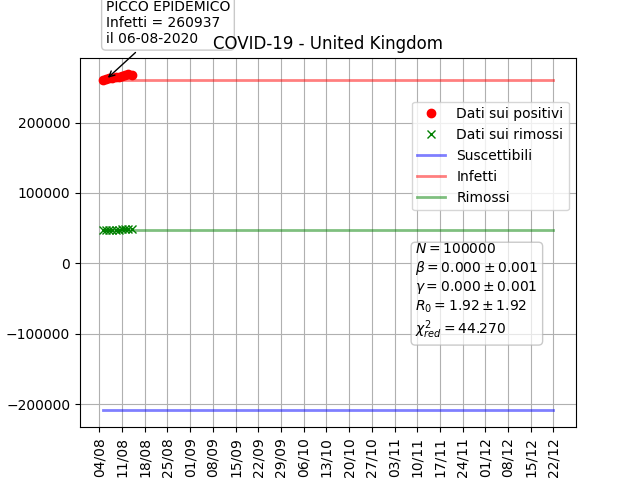 PICCO EPIDEMICO
Infetti = 260937
il 06-08-2020
COVID-19 - United Kingdom
200000
100000
0
−100000
−200000
Dati sui positivi
Dati sui rimossi
Suscettibili
Infetti
Rimossi
N = 100000
β = 0.000 ± 0.001
γ = 0.000 ± 0.001
R₀ = 1.92 ± 1.92
χ²_red = 44.270
04/08
11/08
18/08
25/08
01/09
08/09
15/09
22/09
29/09
06/10
13/10
20/10
27/10
03/11
10/11
17/11
24/11
01/12
08/12
15/12
22/12